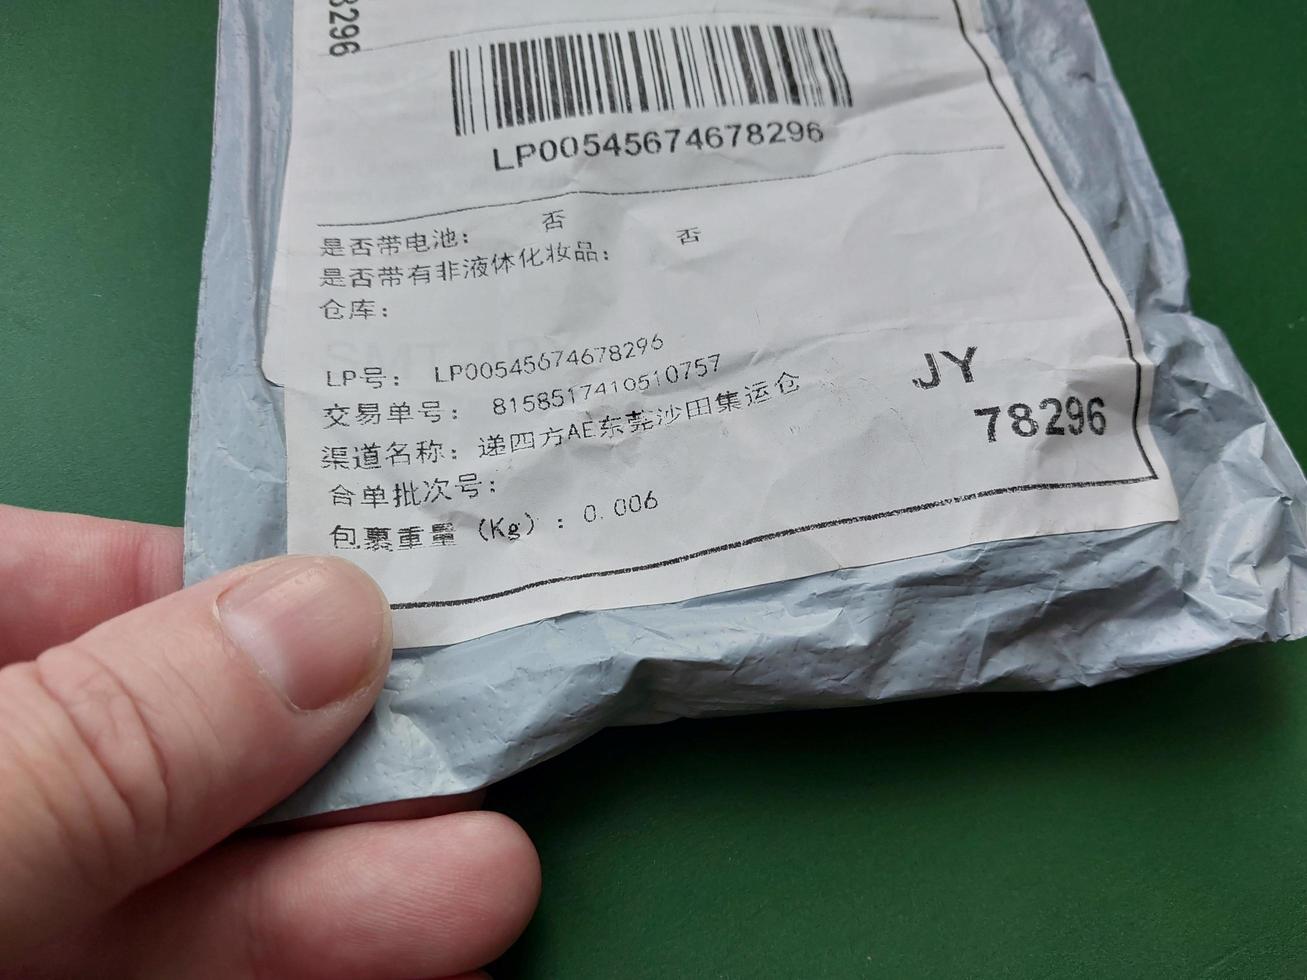 8296
LP00545674678296
是否带电池： 否
是否带有非液体化妆品： 否
仓库：
LP号： LP00545674678296
交易单号： 8158517410510757
渠道名称： 递四方AE东莞沙田集运仓
合单批次号：
包裹重量（Kg）：0.006
JY
78296